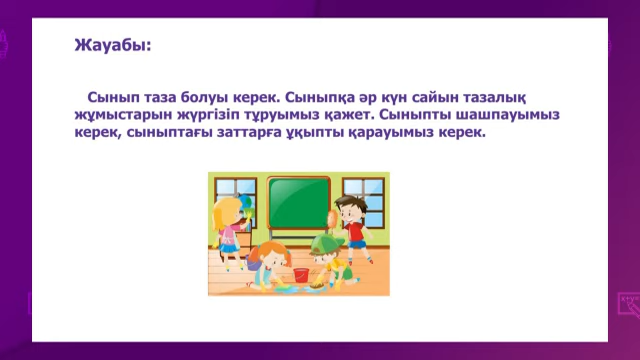 Жауабы:
Сынып таза болуы керек. Сыныпқа әр күн сайын тазалық
жұмыстарын жүргізіп тұруымыз қажет. Сыныпты шашпауымыз
керек, сыныптағы заттарға ұқыпты қарауымыз керек.